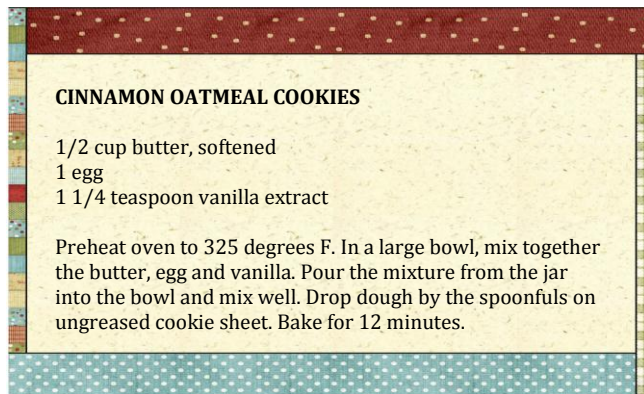 CINNAMON OATMEAL COOKIES
1/2 cup butter, softened
1 egg
1 1/4 teaspoon vanilla extract
Preheat oven to 325 degrees F. In a large bowl, mix together
the butter, egg and vanilla. Pour the mixture from the jar
into the bowl and mix well. Drop dough by the spoonfuls on
ungreased cookie sheet. Bake for 12 minutes.